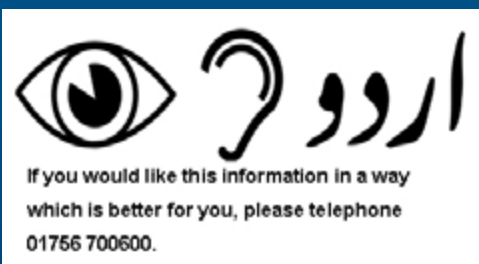 اردو
If you would like this information in a way
which is better for you, please telephone
01756 700600.